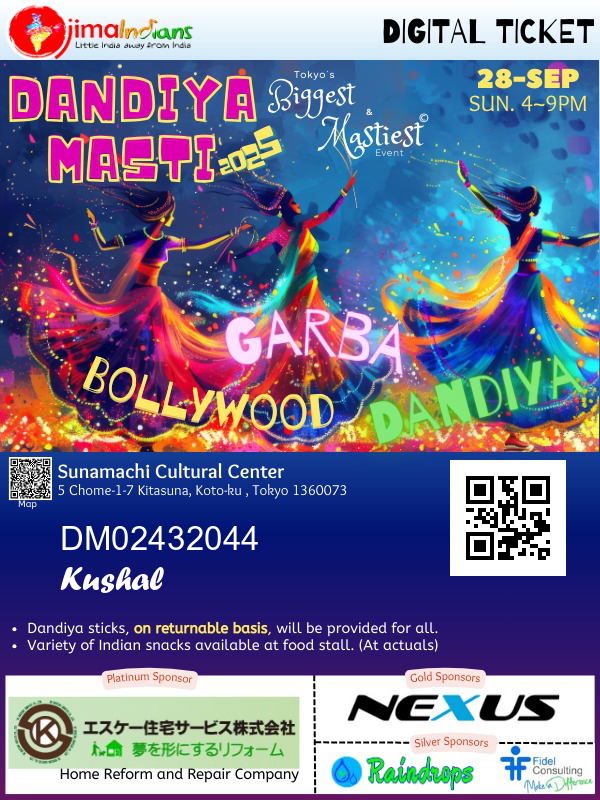 jimaIndians
Little India away from India
DIGITAL TICKET
DANDIYA
MASTI 2025
Tokyo's
Biggest
&
Mastiest©
Event
28-SEP
SUN. 4~9PM
GARBA
BOLLYWOOD
DANDIYA
Sunamachi Cultural Center
5 Chome-1-7 Kitasuna, Koto-ku , Tokyo 1360073
Map
DM02432044
Kushal
• Dandiya sticks, on returnable basis, will be provided for all.
• Variety of Indian snacks available at food stall. (At actuals)
Platinum Sponsor
SK
エスケー住宅サービス株式会社
夢を形にするリフォーム
Home Reform and Repair Company
Gold Sponsors
NEXUS
Silver Sponsors
Raindrops
Fidel
Consulting
Make'a Difference